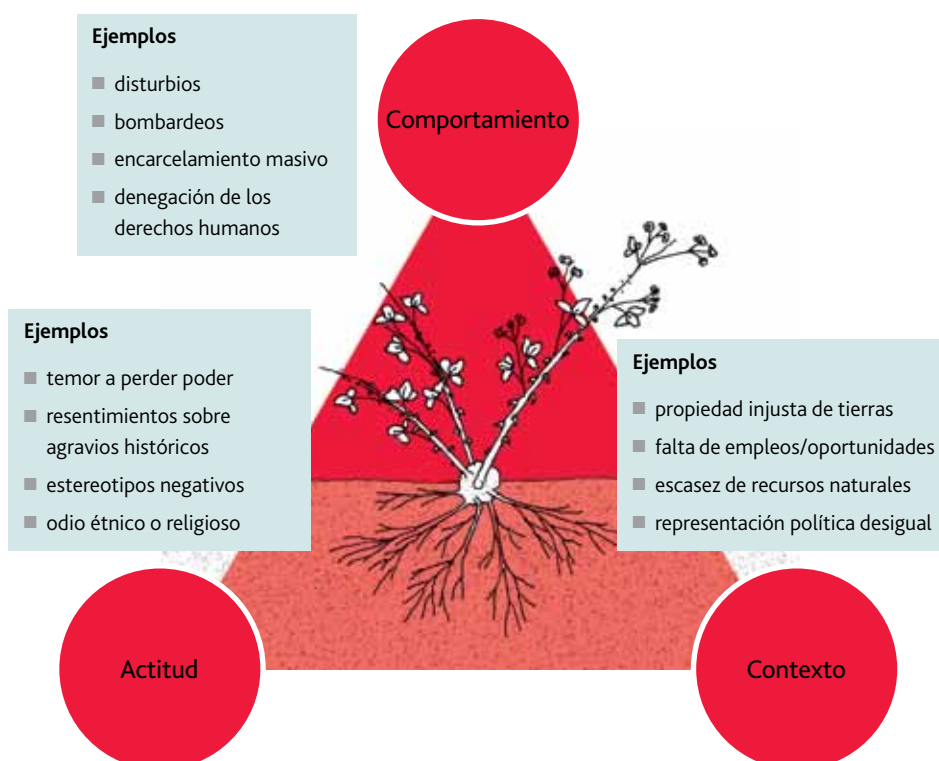 Ejemplos
disturbios
bombardeos
encarcelamiento masivo
denegación de los
derechos humanos
Comportamiento
Ejemplos
temor a perder poder
resentimientos sobre
agravios históricos
estereotipos negativos
odio étnico o religioso
Ejemplos
propiedad injusta de tierras
falta de empleos/oportunidades
escasez de recursos naturales
representación política desigual
Actitud
Contexto